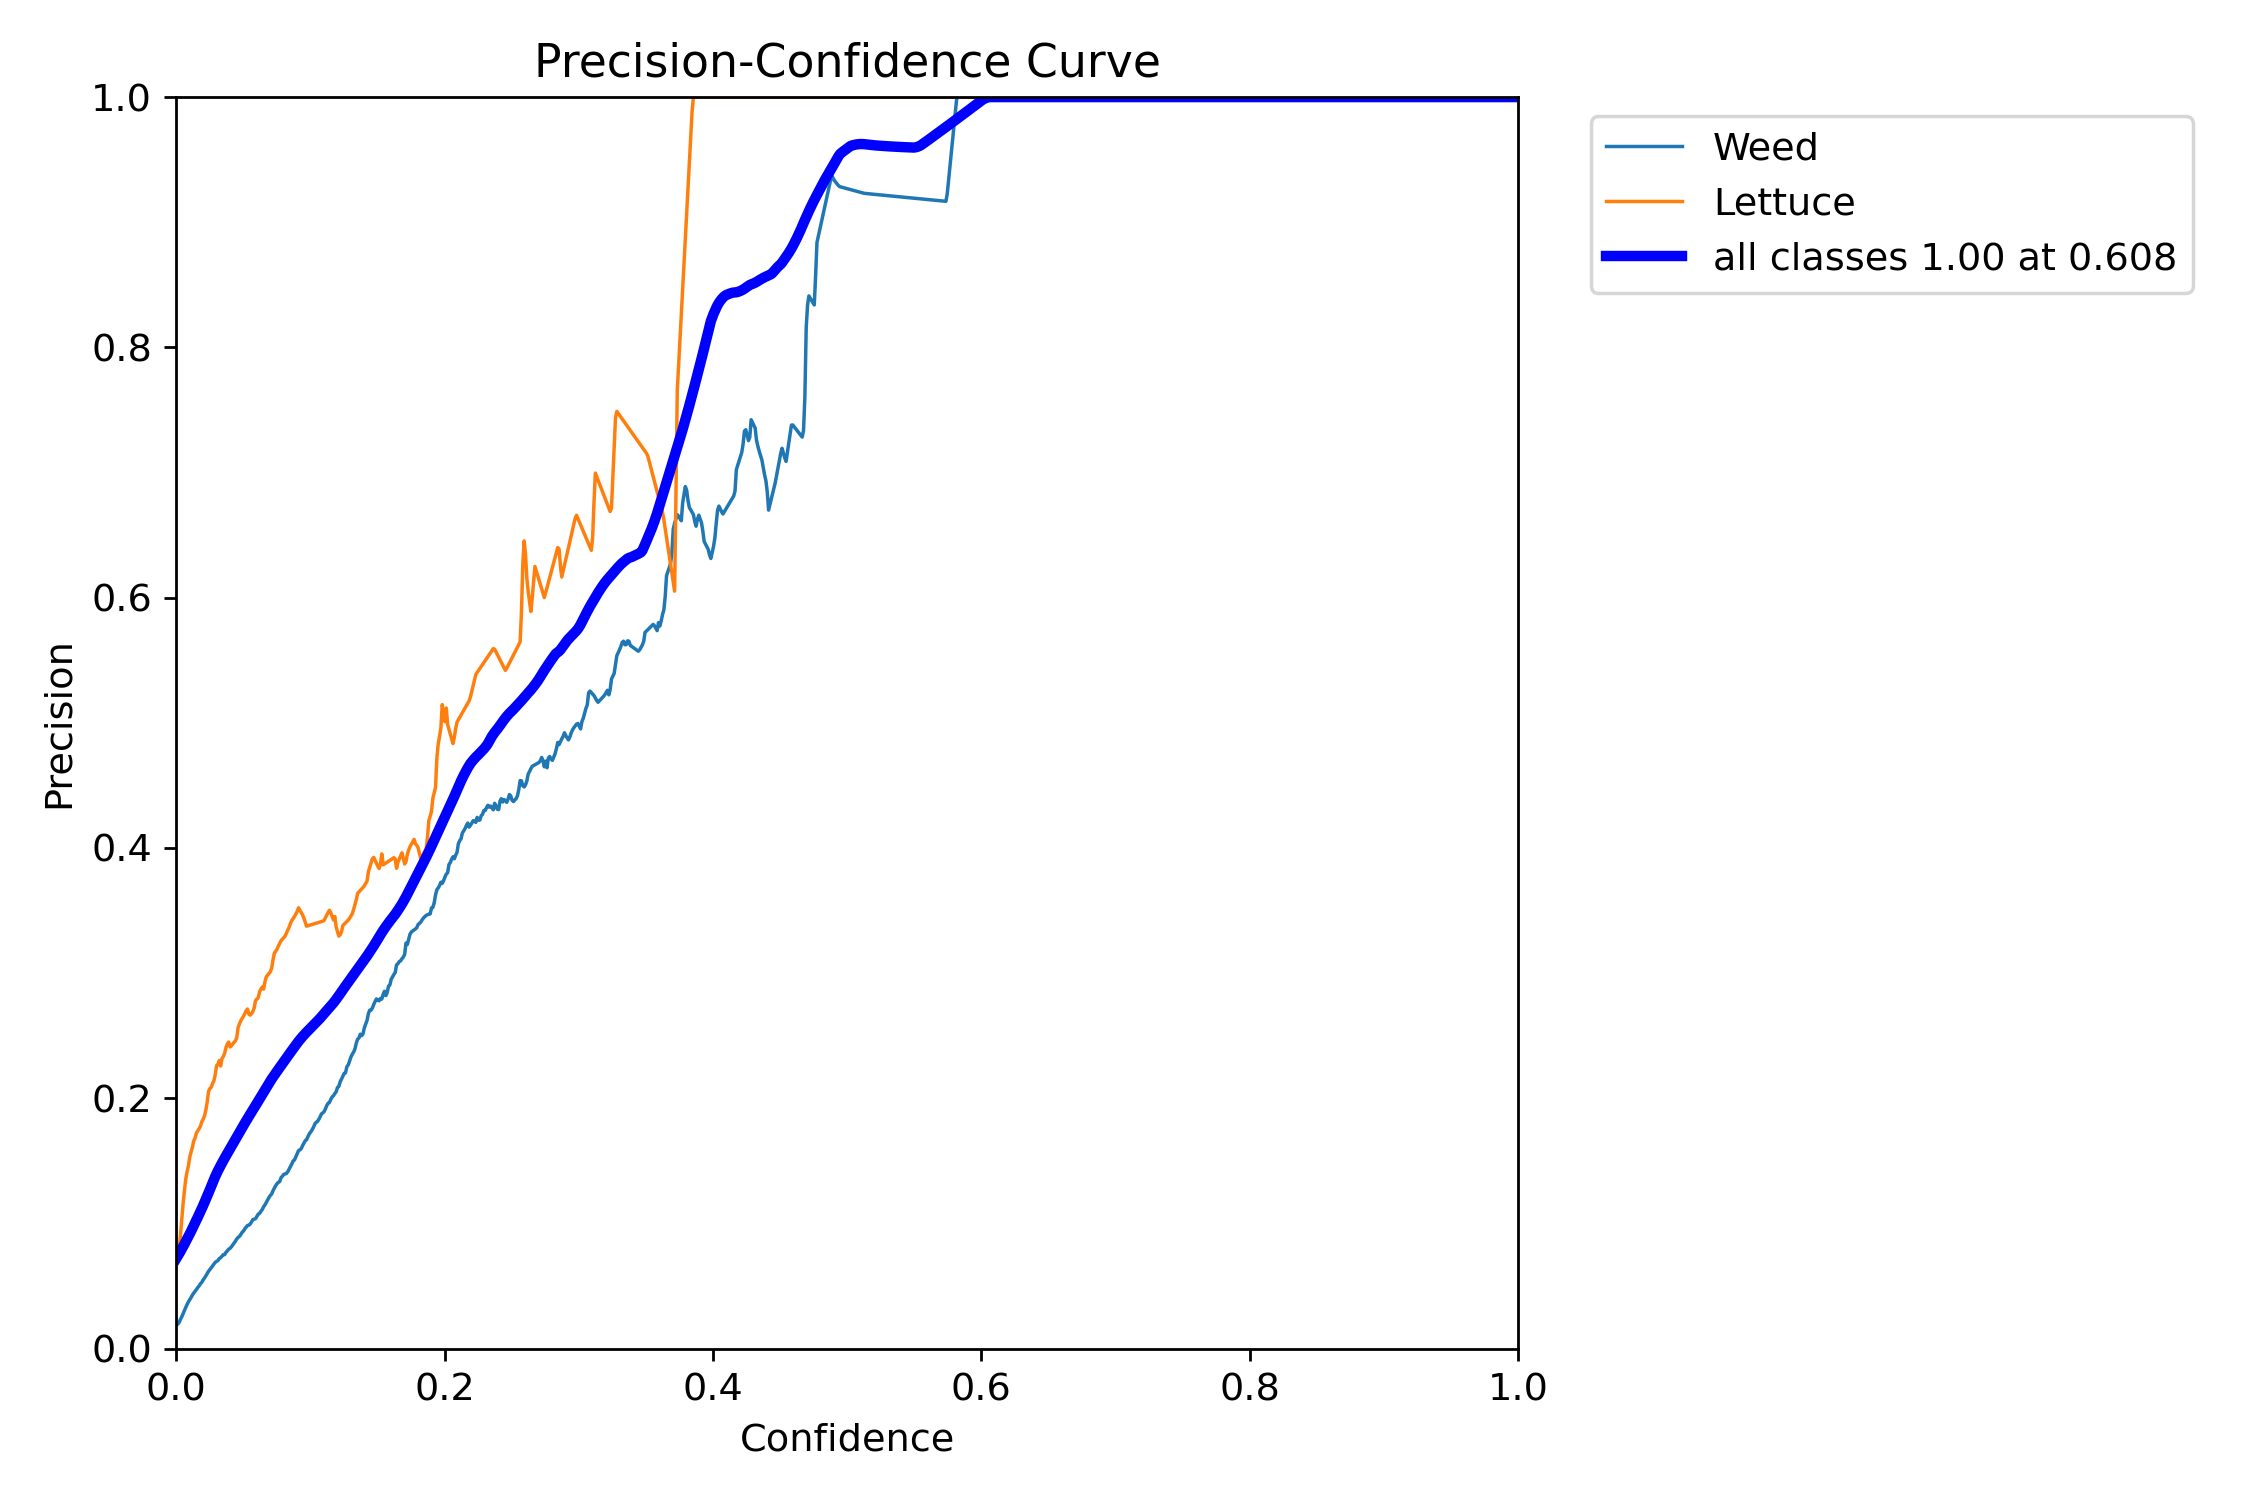 Precision-Confidence Curve
1.0
0.8
0.6
0.4
0.2
0.0
Precision
0.0 0.2 0.4 0.6 0.8 1.0
Confidence
Weed
Lettuce
all classes 1.00 at 0.608